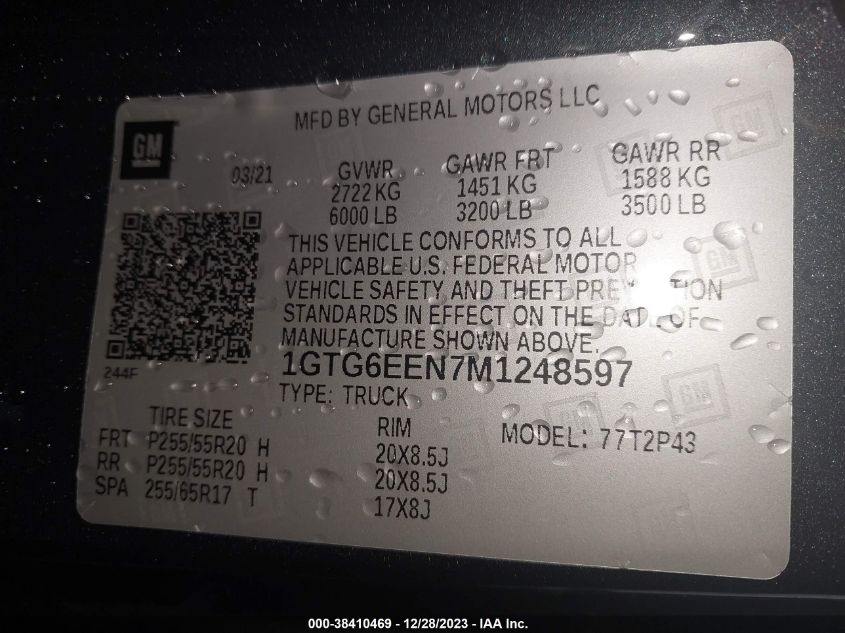 MFD BY GENERAL MOTORS LLC
GM
03/21
GVWR GAWR FRT GAWR RR
2722 KG 1451 KG 1588 KG
6000 LB 3200 LB 3500 LB
THIS VEHICLE CONFORMS TO ALL
APPLICABLE U.S. FEDERAL MOTOR
VEHICLE SAFETY AND THEFT
STANDARDS IN EFFECT ON THE OF
MANUFACTURE SHOWN ABOVE.
1GTG6EEN7M1248597
244F
TYPE: TRUCK
TIRE SIZE RIM MODEL: 77T2P43
FRT P255/55R20 H 20X8.5J
RR P255/55R20 H 20X8.5J
SPA 255/65R17 T 17X8J
000-38410469 - 12/28/2023 - IAA Inc.